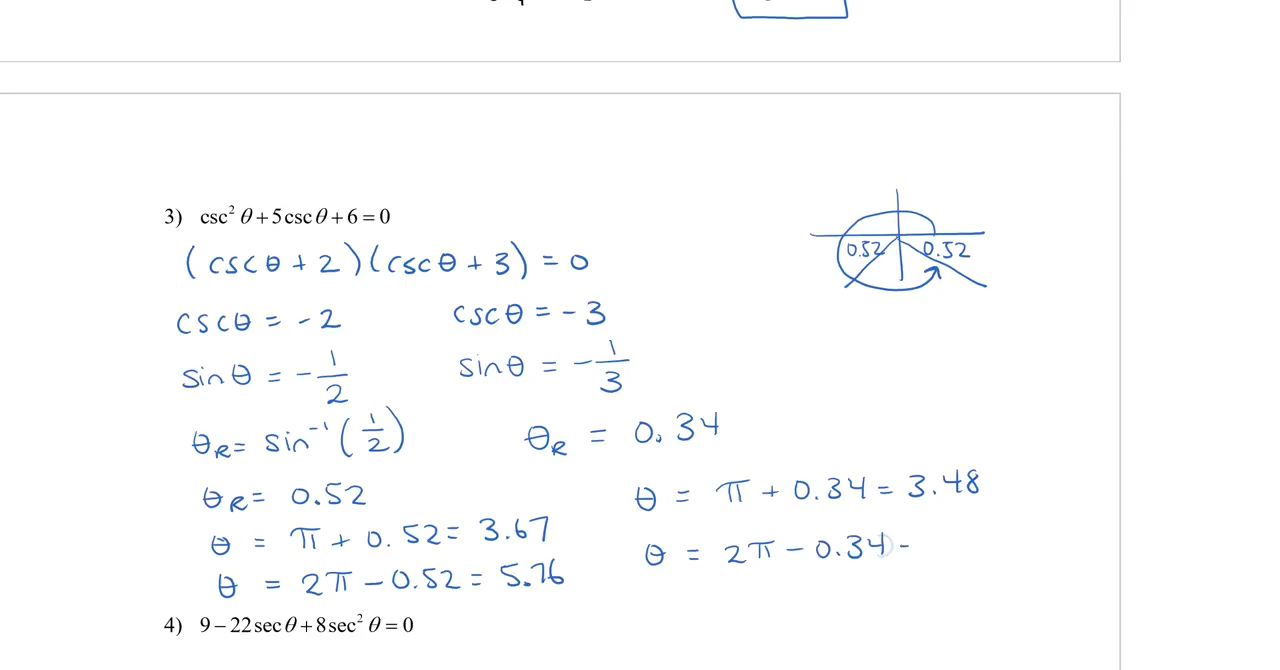 3) csc² θ + 5 csc θ + 6 = 0
(csc θ + 2)(csc θ + 3) = 0
csc θ = -2
csc θ = -3
sin θ = -1/2
sin θ = -1/3
θR = sin⁻¹(1/2)
θR = 0.34
θR = 0.52
θ = π + 0.34 = 3.48
θ = π + 0.52 = 3.67
θ = 2π - 0.34 -
θ = 2π - 0.52 = 5.76
0.52 0.52
4) 9 - 22 sec θ + 8 sec² θ = 0